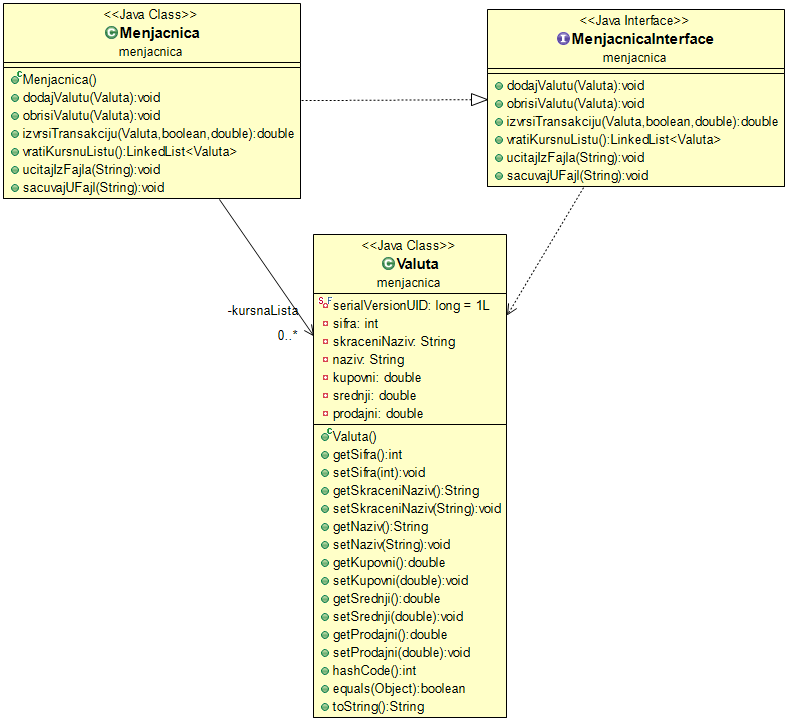 <<Java Class>>
Menjacnica
menjacnica
Menjacnica()
dodajValutu(Valuta):void
obrisiValutu(Valuta):void
izvrsiTransakciju(Valuta,boolean,double):double
vratiKursnuListu():LinkedList<Valuta>
ucitajIzFajla(String):void
sacuvajUFajl(String):void
<<Java Interface>>
MenjacnicaInterface
menjacnica
dodajValutu(Valuta):void
obrisiValutu(Valuta):void
izvrsiTransakciju(Valuta,boolean,double):double
vratiKursnuListu():LinkedList<Valuta>
ucitajIzFajla(String):void
sacuvajUFajl(String):void
-kursnaLista
0..*
<<Java Class>>
Valuta
menjacnica
serialVersionUID: long = 1L
sifra: int
skraceniNaziv: String
naziv: String
kupovni: double
srednji: double
prodajni: double
Valuta()
getSifra():int
setSifra(int):void
getSkraceniNaziv():String
setSkraceniNaziv(String):void
getNaziv():String
setNaziv(String):void
getKupovni():double
setKupovni(double):void
getSrednji():double
setSrednji(double):void
getProdajni():double
setProdajni(double):void
hashCode():int
equals(Object):boolean
toString():String